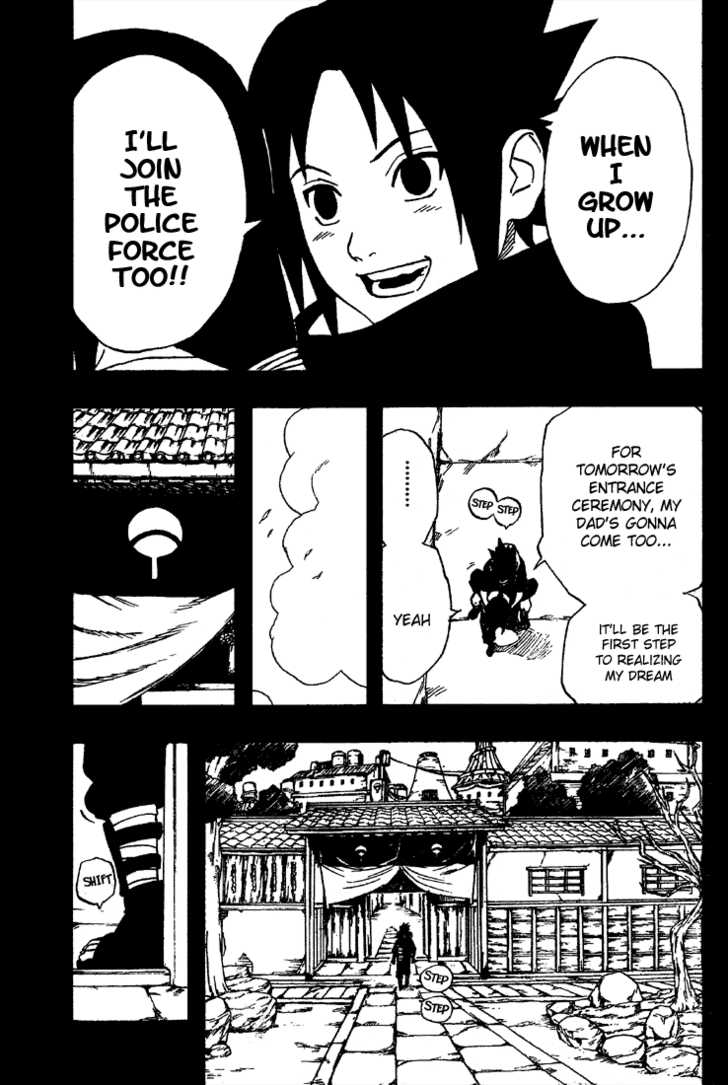 WHEN
I
GROW
UP...
I'LL
JOIN
THE
POLICE
FORCE
TOO!!
FOR
TOMORROW'S
ENTRANCE
CEREMONY, MY
DAD'S GONNA
COME TOO...
IT'LL BE THE
FIRST STEP
TO REALIZING
MY DREAM
STEP STEP
........
YEAH
STEP
STEP
SHIFT